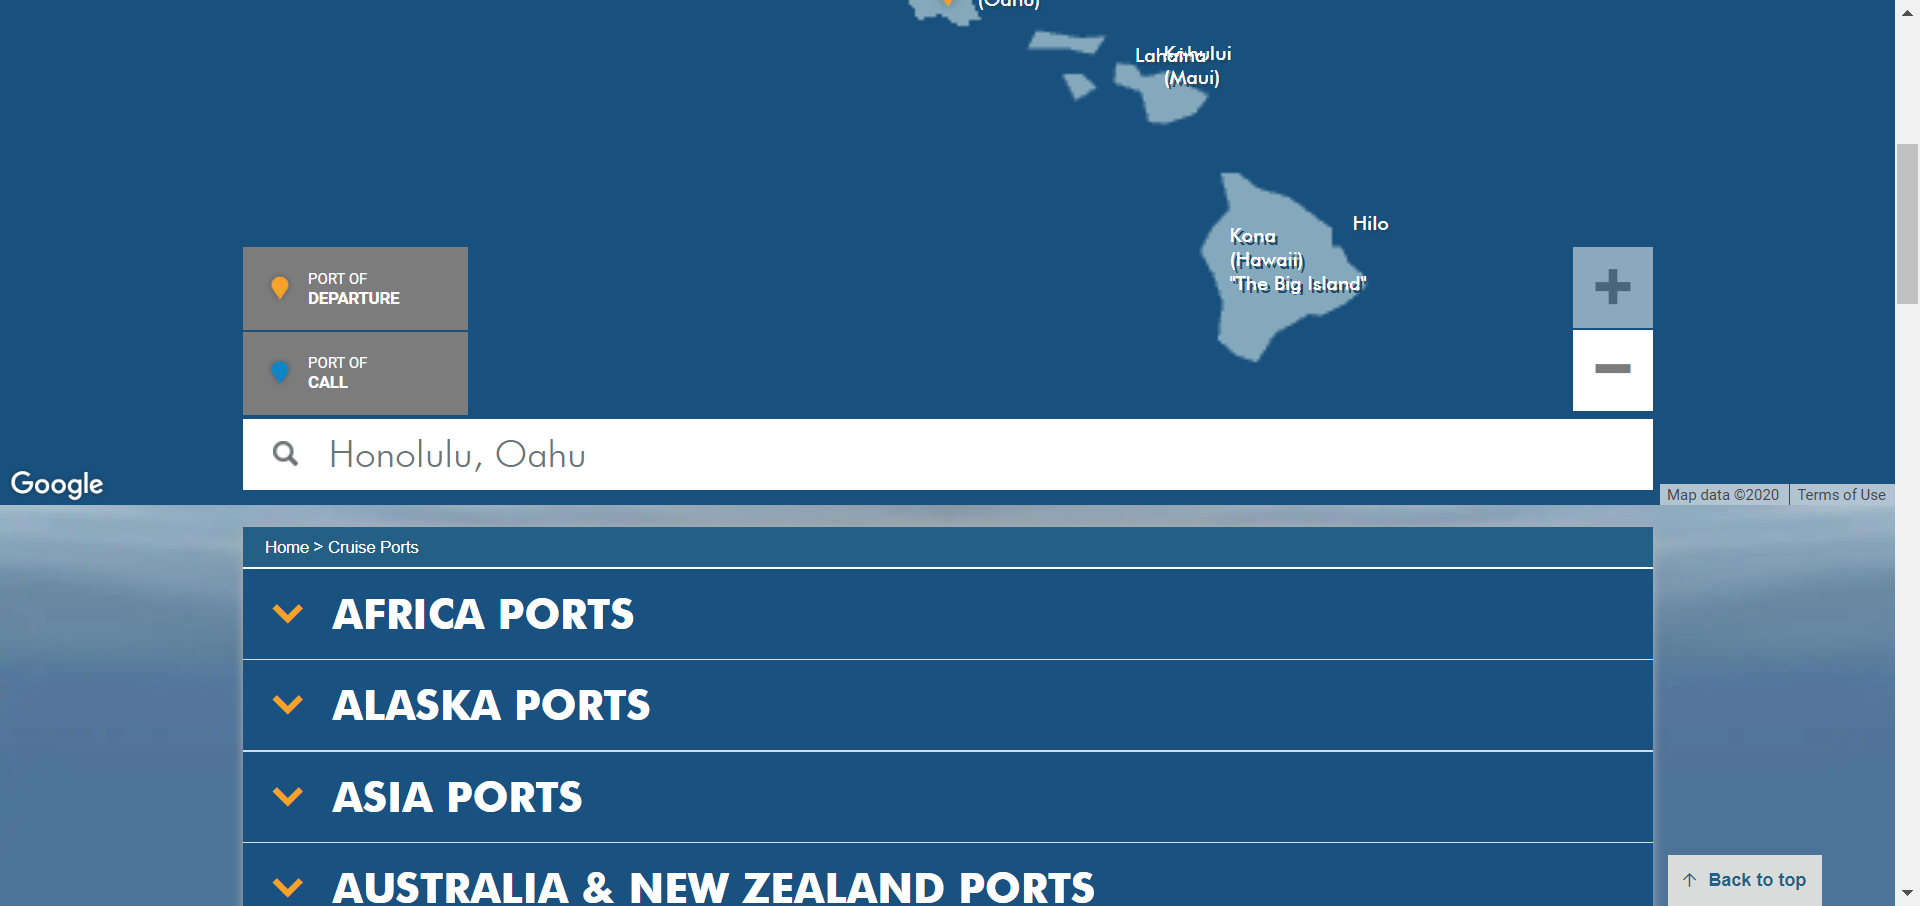 (Oahu)
Lahaina
Kahului
(Maui)
Hilo
Kona
(Hawaii)
"The Big Island"
PORT OF
DEPARTURE
PORT OF
CALL
Honolulu, Oahu
Google
Map data ©2020
Terms of Use
Home > Cruise Ports
AFRICA PORTS
ALASKA PORTS
ASIA PORTS
AUSTRALIA & NEW ZEALAND PORTS
Back to top